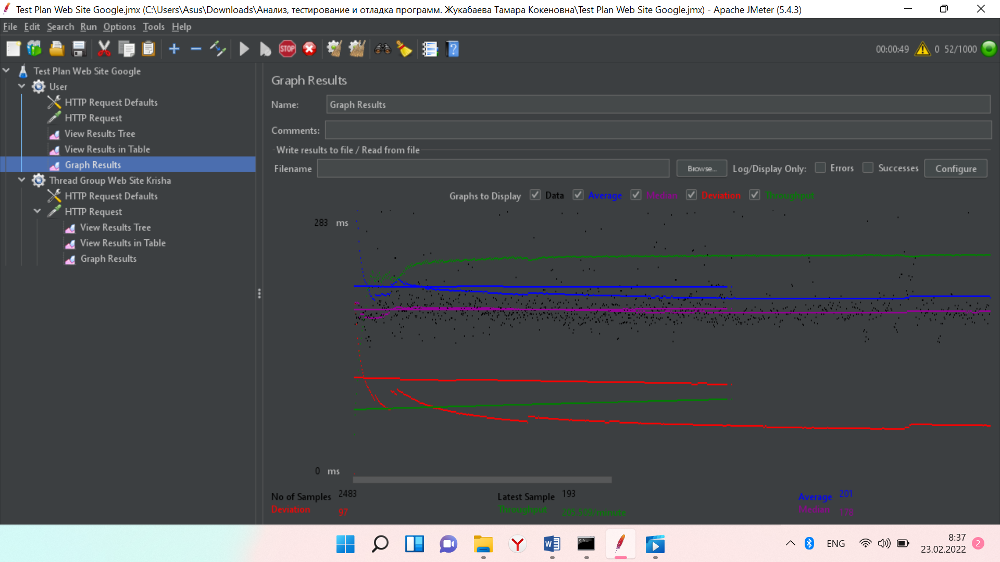 Test Plan Web Site Google.jmx (C:\Users\Asus\Downloads\Анализ, тестирование и отладка программ. Жукабаева Тамара Кокеновна\Test Plan Web Site Google.jmx) - Apache JMeter (5.4.3)
File Edit Search Run Options Tools Help
STOP 00:00:49 0 52/1000
Test Plan Web Site Google
User
HTTP Request Defaults
HTTP Request
View Results Tree
View Results in Table
Graph Results
Thread Group Web Site Krisha
HTTP Request Defaults
HTTP Request
View Results Tree
View Results in Table
Graph Results
Graph Results
Name: Graph Results
Comments:
Write results to file / Read from file
Filename Browse... Log/Display Only: Errors Successes Configure
Graphs to Display Data Average Median Deviation Throughput
283 ms
0 ms
No of Samples 2483 Latest Sample 193 Average 201
Deviation 97 Throughput 205.509/minute Median 178
ENG 8:37
23.02.2022 2